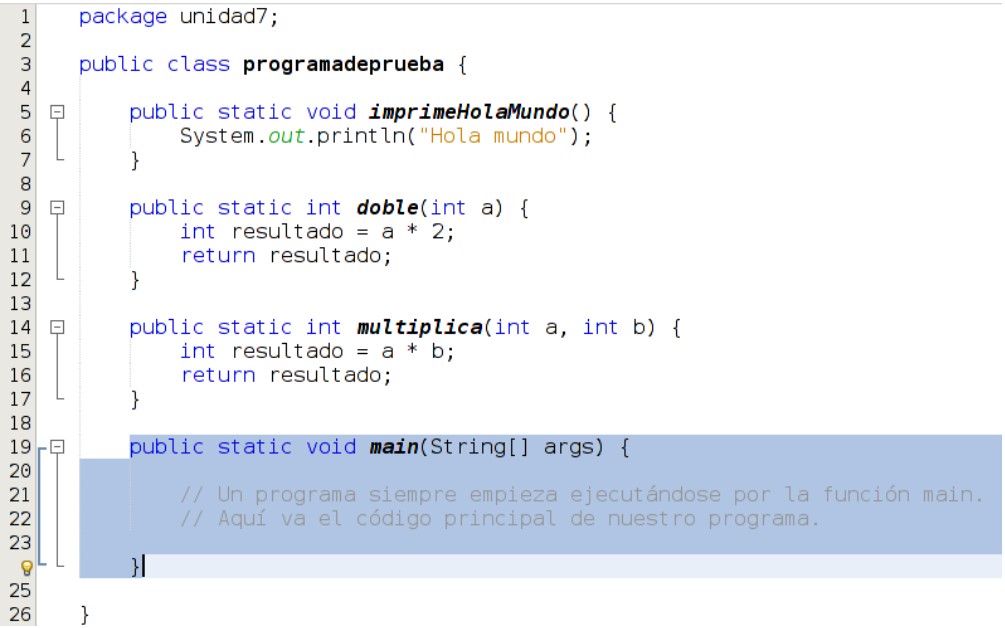 1 package unidad7;
2
3 public class programadeprueba {
4
5 public static void imprimeHolaMundo() {
6 System.out.println("Hola mundo");
7 }
8
9 public static int doble(int a) {
10 int resultado = a * 2;
11 return resultado;
12 }
13
14 public static int multiplica(int a, int b) {
15 int resultado = a * b;
16 return resultado;
17 }
18
19 public static void main(String[] args) {
20
21 // Un programa siempre empieza ejecutándose por la función main.
22 // Aquí va el código principal de nuestro programa.
23
}
25
26 }